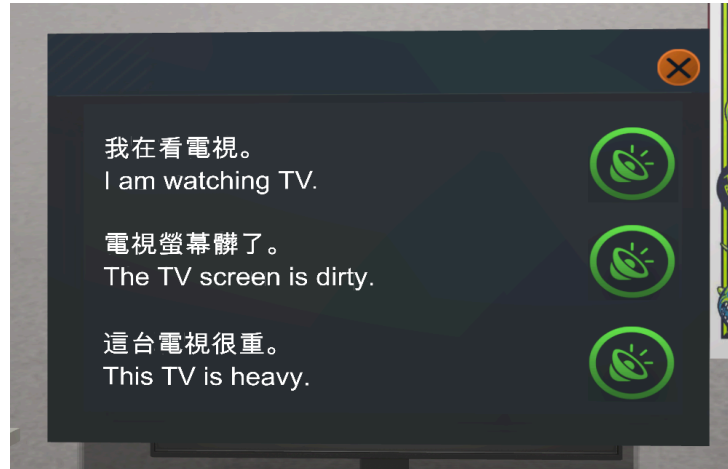 我在看電視。
I am watching TV.
電視螢幕髒了。
The TV screen is dirty.
這台電視很重。
This TV is heavy.